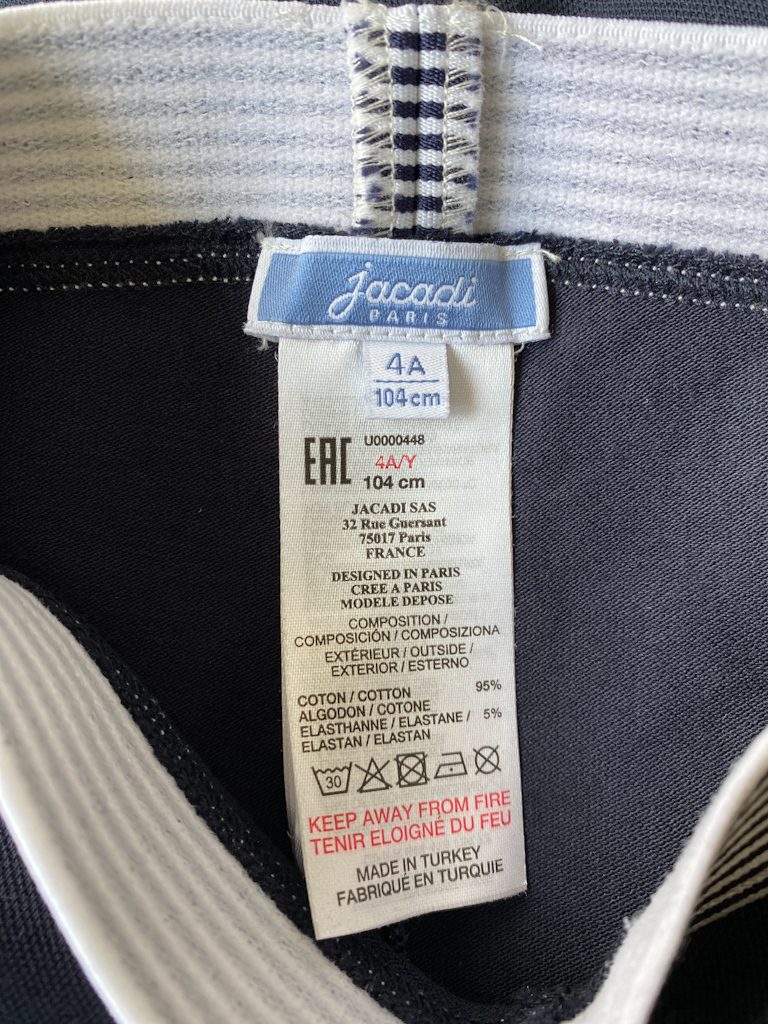 jacadi
PARIS
4A
104cm
EAC
U0000448
4A/Y
104 cm
JACADI SAS
32 Rue Guersant
75017 Paris
FRANCE
DESIGNED IN PARIS
CREE A PARIS
MODELE DEPOSE
COMPOSITION /
COMPOSICIÓN / COMPOSIZIONA
EXTÉRIEUR / OUTSIDE /
EXTERIOR / ESTERNO
COTON / COTTON 95%
ALGODON / COTONE
ELASTHANNE / ELASTANE / 5%
ELASTAN / ELASTAN
30
KEEP AWAY FROM FIRE
TENIR ELOIGNÉ DU FEU
MADE IN TURKEY
FABRIQUÉ EN TURQUIE